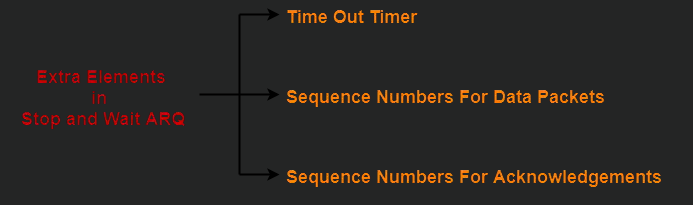 Extra Elements
in
Stop and Wait ARQ
Time Out Timer
Sequence Numbers For Data Packets
Sequence Numbers For Acknowledgements